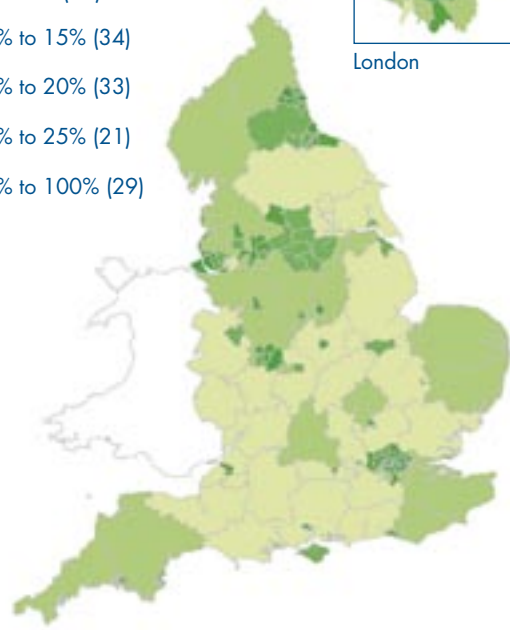 % to 15% (34)
London
% to 20% (33)
% to 25% (21)
% to 100% (29)